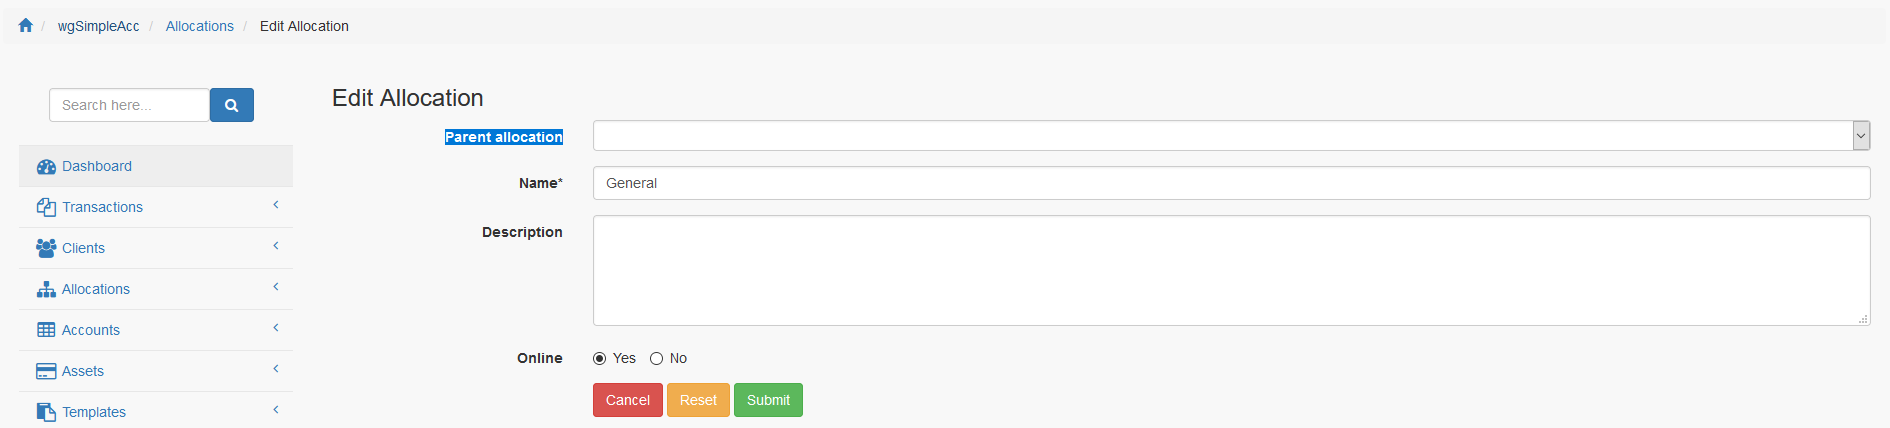 / wgSimpleAcc / Allocations / Edit Allocation
Search here...
Dashboard
Transactions
Clients
Allocations
Accounts
Assets
Templates
Edit Allocation
Parent allocation
Name* General
Description
Online Yes No
Cancel Reset Submit